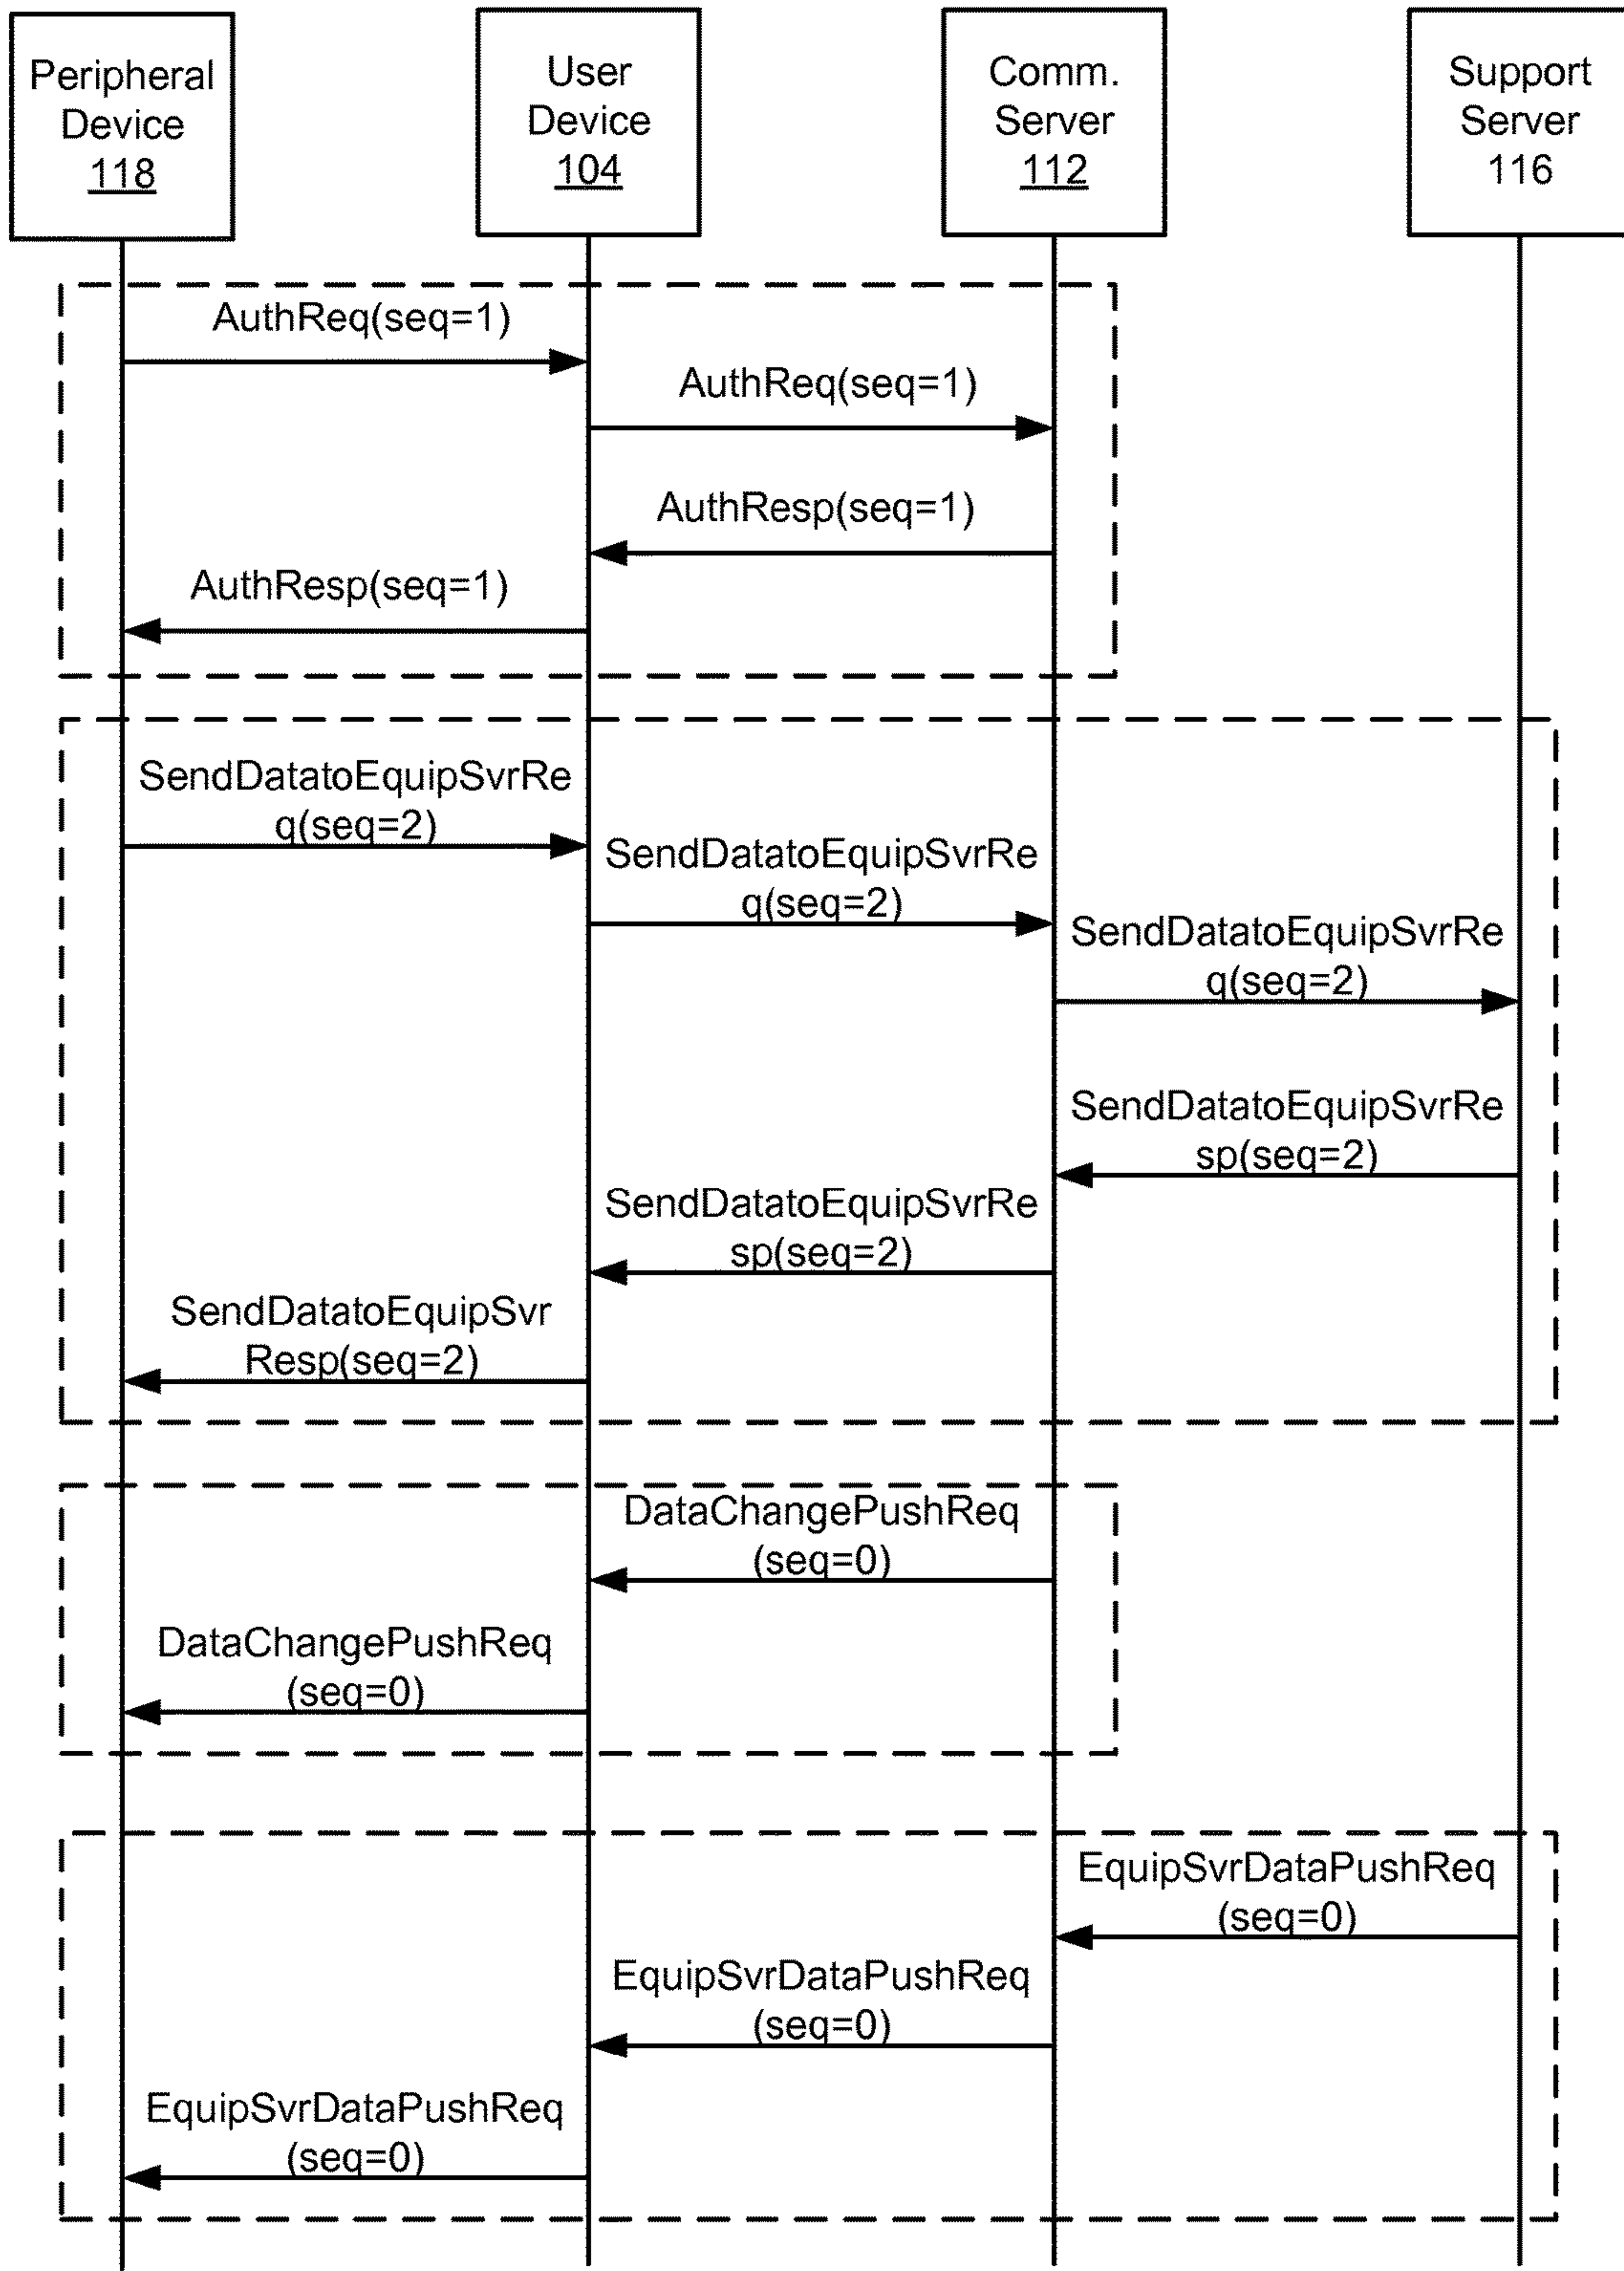 Peripheral
Device
118
User
Device
104
Comm.
Server
112
Support
Server
116
AuthReq(seq=1)
AuthReq(seq=1)
AuthResp(seq=1)
AuthResp(seq=1)
SendDatatoEquipSvrRe
q(seq=2)
SendDatatoEquipSvrRe
q(seq=2)
SendDatatoEquipSvrRe
q(seq=2)
SendDatatoEquipSvrRe
sp(seq=2)
SendDatatoEquipSvrRe
sp(seq=2)
SendDatatoEquipSvr
Resp(seq=2)
DataChangePushReq
(seq=0)
DataChangePushReq
(seq=0)
EquipSvrDataPushReq
(seq=0)
EquipSvrDataPushReq
(seq=0)
EquipSvrDataPushReq
(seq=0)